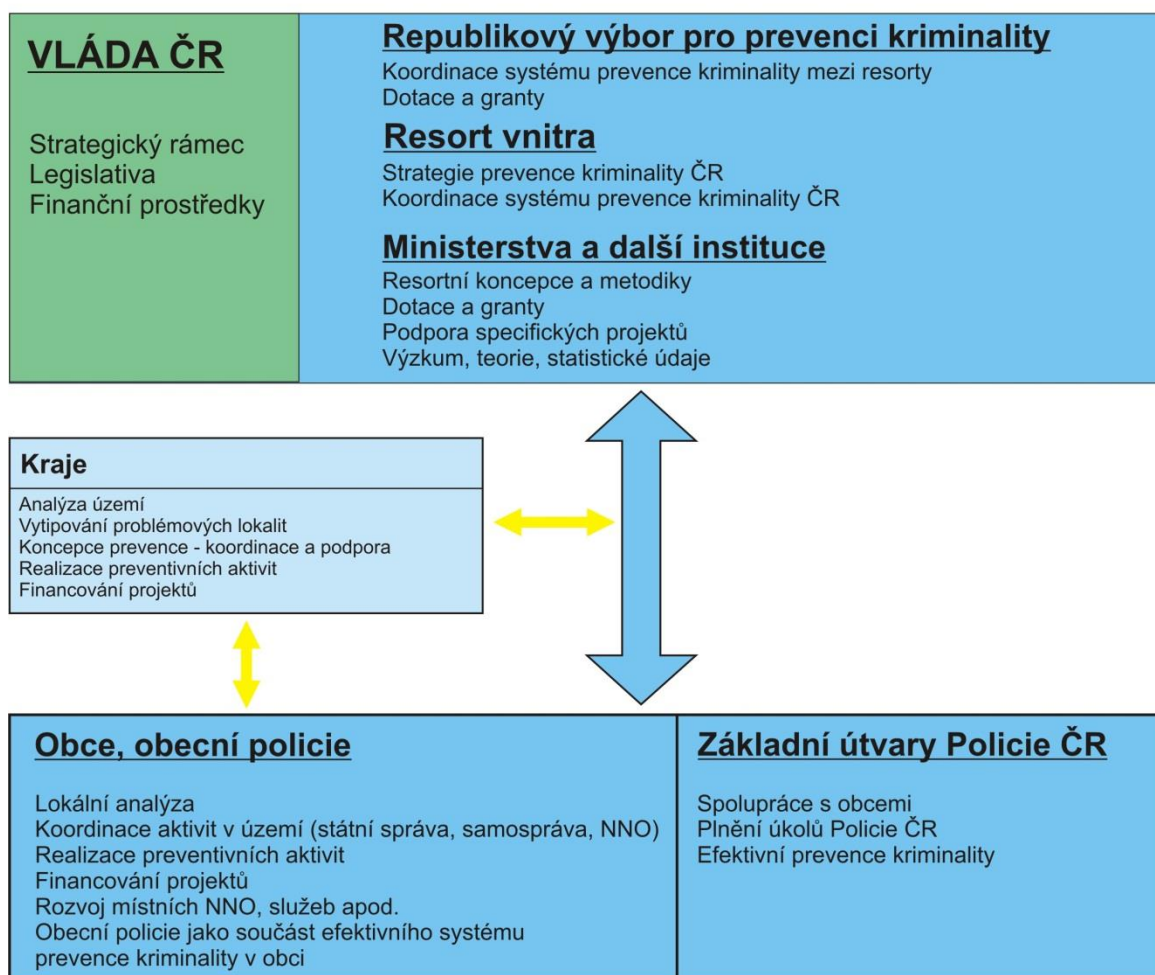 VLÁDA ČR
Strategický rámec
Legislativa
Finanční prostředky
Republikový výbor pro prevenci kriminality
Koordinace systému prevence kriminality mezi resorty
Dotace a granty
Resort vnitra
Strategie prevence kriminality ČR
Koordinace systému prevence kriminality ČR
Ministerstva a další instituce
Resortní koncepce a metodiky
Dotace a granty
Podpora specifických projektů
Výzkum, teorie, statistické údaje
Kraje
Analýza území
Vytipování problémových lokalit
Koncepce prevence - koordinace a podpora
Realizace preventivních aktivit
Financování projektů
Obce, obecní policie
Lokální analýza
Koordinace aktivit v území (státní správa, samospráva, NNO)
Realizace preventivních aktivit
Financování projektů
Rozvoj místních NNO, služeb apod.
Obecní policie jako součást efektivního systému
prevence kriminality v obci
Základní útvary Policie ČR
Spolupráce s obcemi
Plnění úkolů Policie ČR
Efektivní prevence kriminality